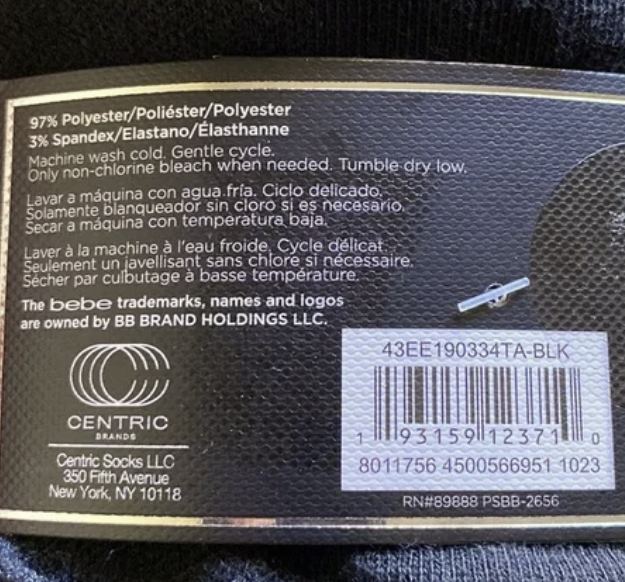 97% Polyester/Poliéster/Polyester
3% Spandex/Elastano/Élasthanne
Machine wash cold. Gentle cycle.
Only non-chlorine bleach when needed. Tumble dry low.
Lavar a máquina con agua fría. Ciclo delicado.
Solamente blanqueador sin cloro si es necesario.
Secar a máquina con temperatura baja.
Laver à la machine à l'eau froide. Cycle délicat.
Seulement un javellisant sans chlore si nécessaire.
Sécher par culbutage à basse température.
The bebe trademarks, names and logos
are owned by BB BRAND HOLDINGS LLC.
CENTRIC
BRANDS
Centric Socks LLC
350 Fifth Avenue
New York, NY 10118
43EE190334TA-BLK
1 93159 12371 0
8011756 4500566951 1023
RN#89888 PSBB-2656